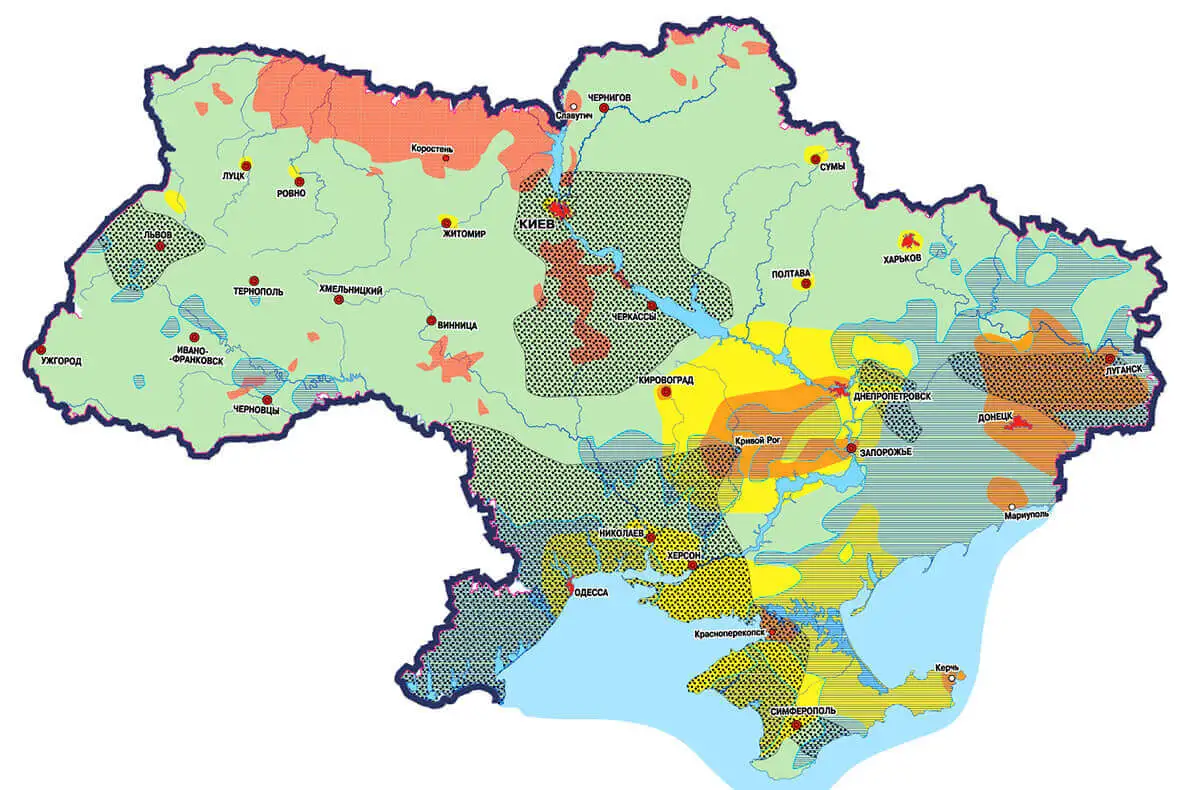 ЧЕРНИГОВ
Славутич
Коростень
ЛУЦК
РОВНО
СУМЫ
КИЕВ
ЖИТОМИР
ЛЬВОВ
ХАРЬКОВ
ПОЛТАВА
ТЕРНОПОЛЬ
ХМЕЛЬНИЦКИЙ
ЧЕРКАССЫ
ВИННИЦА
ИВАНО-
-ФРАНКОВСК
УЖГОРОД
ЛУГАНСК
КИРОВОГРАД
ДНЕПРОПЕТРОВСК
ЧЕРНОВЦЫ
ДОНЕЦК
Кривой Рог
ЗАПОРОЖЬЕ
Мариуполь
НИКОЛАЕВ
ХЕРСОН
ОДЕССА
Красноперекопск
Керчь
СИМФЕРОПОЛЬ